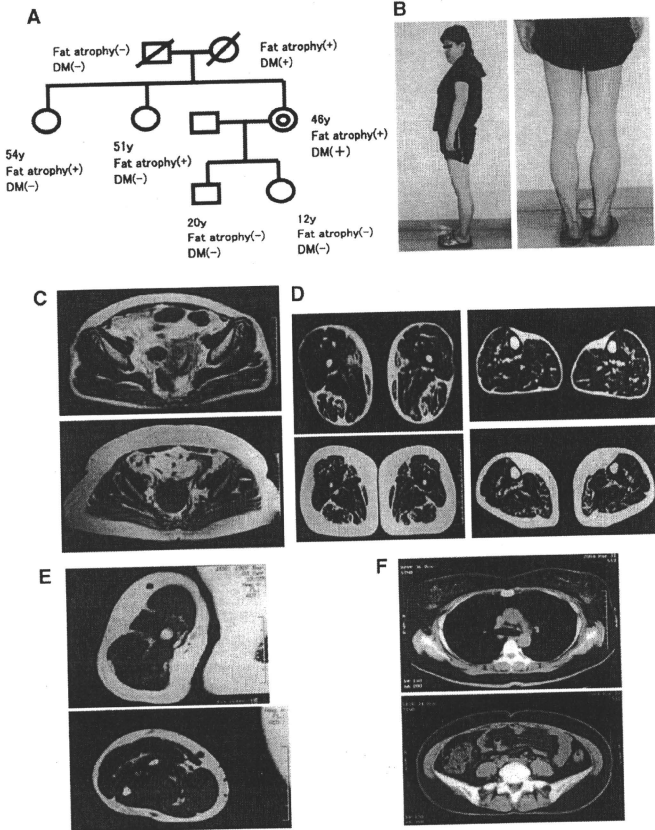 A
Fat atrophy(-)
DM(-)
Fat atrophy(+)
DM(+)
54y
Fat atrophy(+)
DM(-)
51y
Fat atrophy(+)
DM(-)
46y
Fat atrophy(+)
DM(+)
20y
Fat atrophy(-)
DM(-)
12y
Fat atrophy(-)
DM(-)
B
C
D
E
F